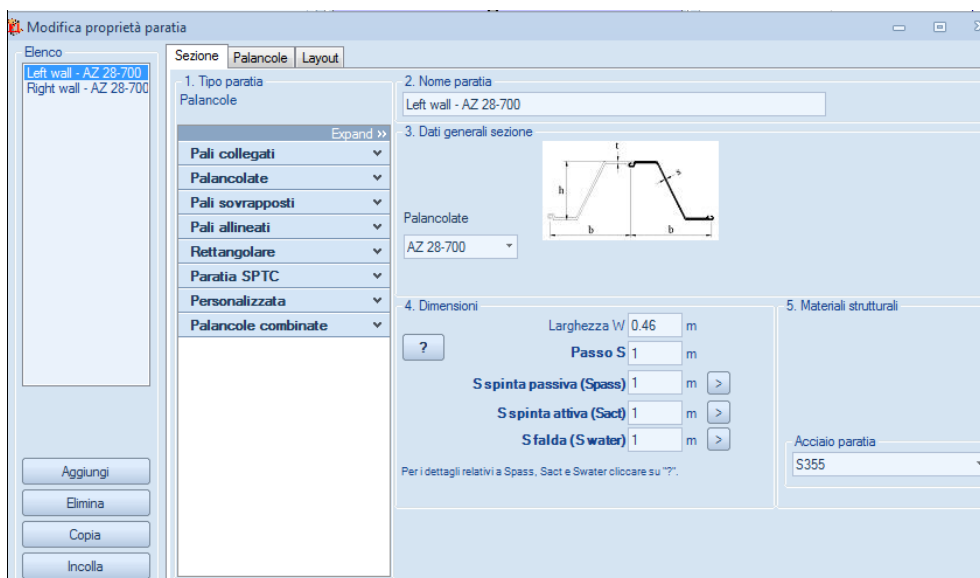 Modifica proprietà paratia
Elenco
Left wall - AZ 28-700
Right wall - AZ 28-700
Aggiungi
Elimina
Copia
Incolla
Sezione
Palancole
Layout
1. Tipo paratia
Palancole
Expand »
Pali collegati
Palancolate
Pali sovrapposti
Pali allineati
Rettangolare
Paratia SPTC
Personalizzata
Palancole combinate
2. Nome paratia
Left wall - AZ 28-700
3. Dati generali sezione
Palancolate
AZ 28-700
t
h
s
b b
4. Dimensioni
?
Larghezza W 0.46 m
Passo S 1 m
S spinta passiva (Spass) 1 m >
S spinta attiva (Sact) 1 m >
S falda (S water) 1 m >
Per i dettagli relativi a Spass, Sact e Swater cliccare su "?".
5. Materiali strutturali
Acciaio paratia
S355